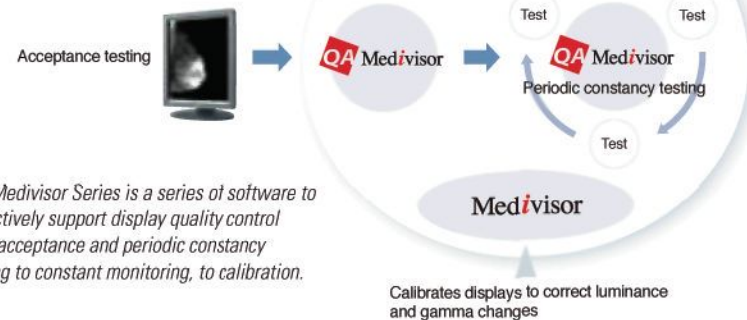 Test
Test
Acceptance testing
QA Medivisor
QA Medivisor
Periodic constancy testing
Test
Medivisor Series is a series of software to
ctively support display quality control
acceptance and periodic constancy
ng to constant monitoring, to calibration.
Medivisor
Calibrates displays to correct luminance
and gamma changes